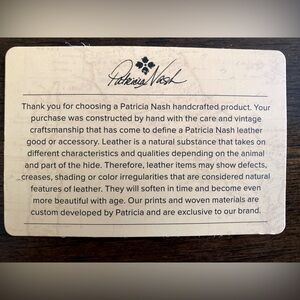 Patricia Nash
Thank you for choosing a Patricia Nash handcrafted product. Your
purchase was constructed by hand with the care and vintage
craftsmanship that has come to define a Patricia Nash leather
good or accessory. Leather is a natural substance that takes on
different characteristics and qualities depending on the animal
and part of the hide. Therefore, leather items may show defects,
creases, shading or color irregularities that are considered natural
features of leather. They will soften in time and become even
more beautiful with age. Our prints and woven materials are
custom developed by Patricia and are exclusive to our brand.